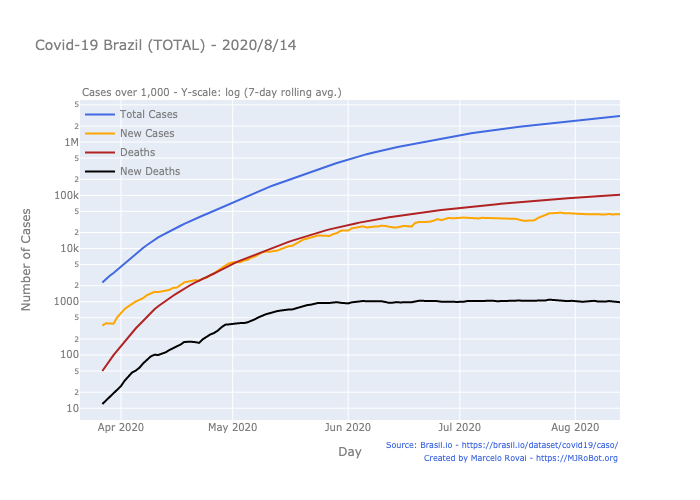 Covid-19 Brazil (TOTAL) - 2020/8/14
Cases over 1,000 - Y-scale: log (7-day rolling avg.)
Total Cases
New Cases
Deaths
New Deaths
Number of Cases
5
2
1M
5
2
100k
5
2
10k
5
2
1000
5
2
100
5
2
10
Apr 2020
May 2020
Jun 2020
Jul 2020
Aug 2020
Day
Source: Brasil.io - https://brasil.io/dataset/covid19/caso/
Created by Marcelo Rovai - https://MJRoBot.org